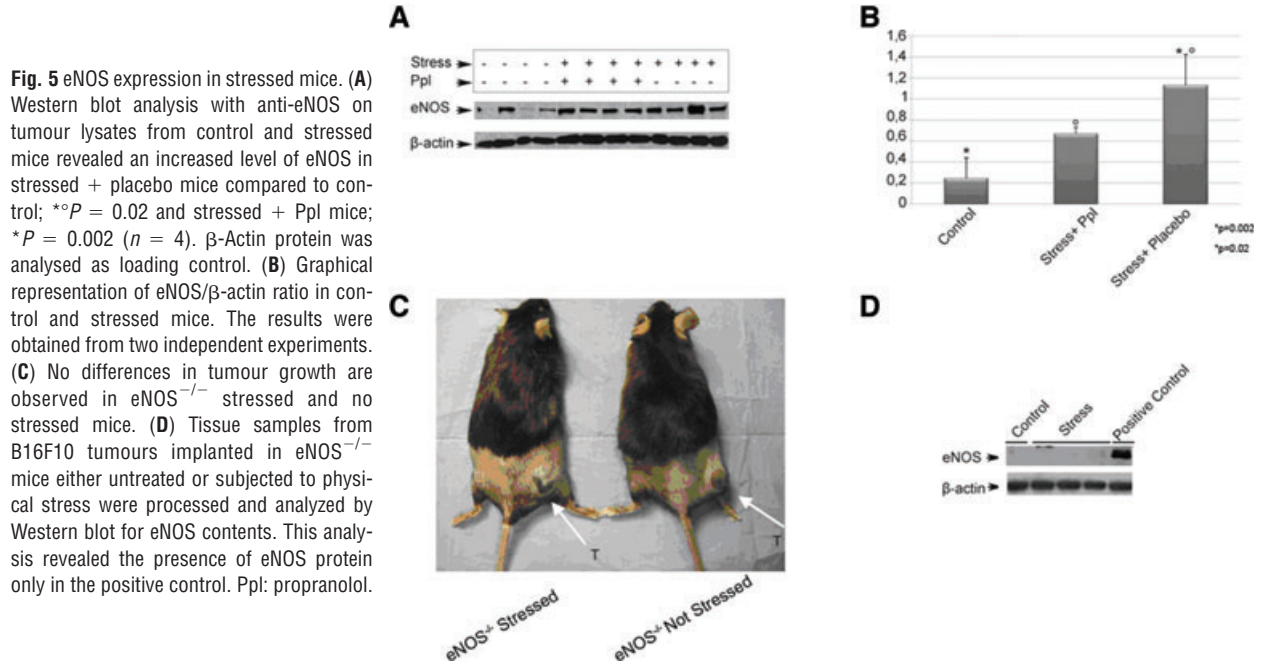 Fig. 5 eNOS expression in stressed mice. (A)
Western blot analysis with anti-eNOS on
tumour lysates from control and stressed
mice revealed an increased level of eNOS in
stressed + placebo mice compared to con-
trol; *°P = 0.02 and stressed + Ppl mice;
*P = 0.002 (n = 4). β-Actin protein was
analysed as loading control. (B) Graphical
representation of eNOS/β-actin ratio in con-
trol and stressed mice. The results were
obtained from two independent experiments.
(C) No differences in tumour growth are
observed in eNOS−/− stressed and no
stressed mice. (D) Tissue samples from
B16F10 tumours implanted in eNOS−/−
mice either untreated or subjected to physi-
cal stress were processed and analyzed by
Western blot for eNOS contents. This analy-
sis revealed the presence of eNOS protein
only in the positive control. Ppl: propranolol.
A
Stress - - - - + + + + + + + +
Ppl - - - - + + + + - - - -
eNOS
β-actin
B
1,6
1,4
1,2
1
0,8
0,6
0,4
0,2
0
* ° * °
Control
Stress+ Ppl
Stress+ Placebo
*p=0.002
*p=0.02
C
T
T
eNOS-/- Stressed
eNOS-/- Not Stressed
D
Control Stress Positive Control
eNOS
β-actin